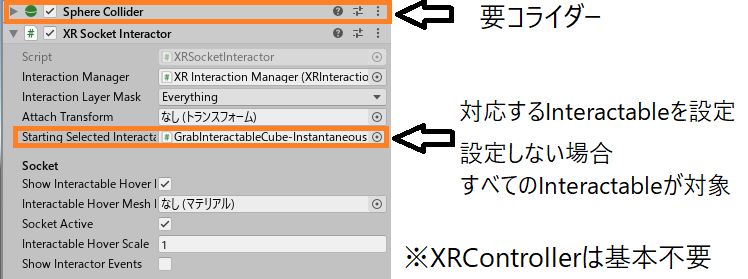 Sphere Collider
要コライダー
XR Socket Interactor
Script
XRSocketInteractor
Interaction Manager
XR Interaction Manager (XRInteractio
Interaction Layer Mask
Everything
Attach Transform
なし (トランスフォーム)
Starting Selected Interacta
GrabInteractableCube-Instantaneous
対応するInteractableを設定
設定しない場合
すべてのInteractableが対象
Socket
Show Interactable Hover I
Interactable Hover Mesh I
なし (マテリアル)
Socket Active
Interactable Hover Scale
1
Show Interactor Events
※XRControllerは基本不要